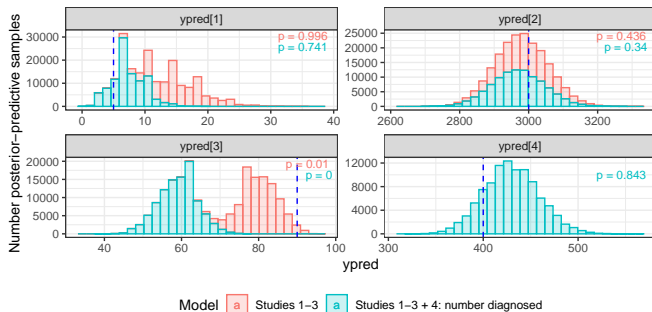 ypred[1]
ypred[2]
p = 0.996
p = 0.741
p = 0.436
p = 0.34
30000
20000
10000
0
25000
20000
15000
10000
5000
0
0 10 20 30 40
2600 2800 3000 3200
ypred[3]
ypred[4]
p = 0.01
p = 0
p = 0.843
20000
15000
10000
5000
0
12000
8000
4000
0
40 60 80 100
300 400 500
Number posterior−predictive samples
ypred
Model a Studies 1−3 a Studies 1−3 + 4: number diagnosed